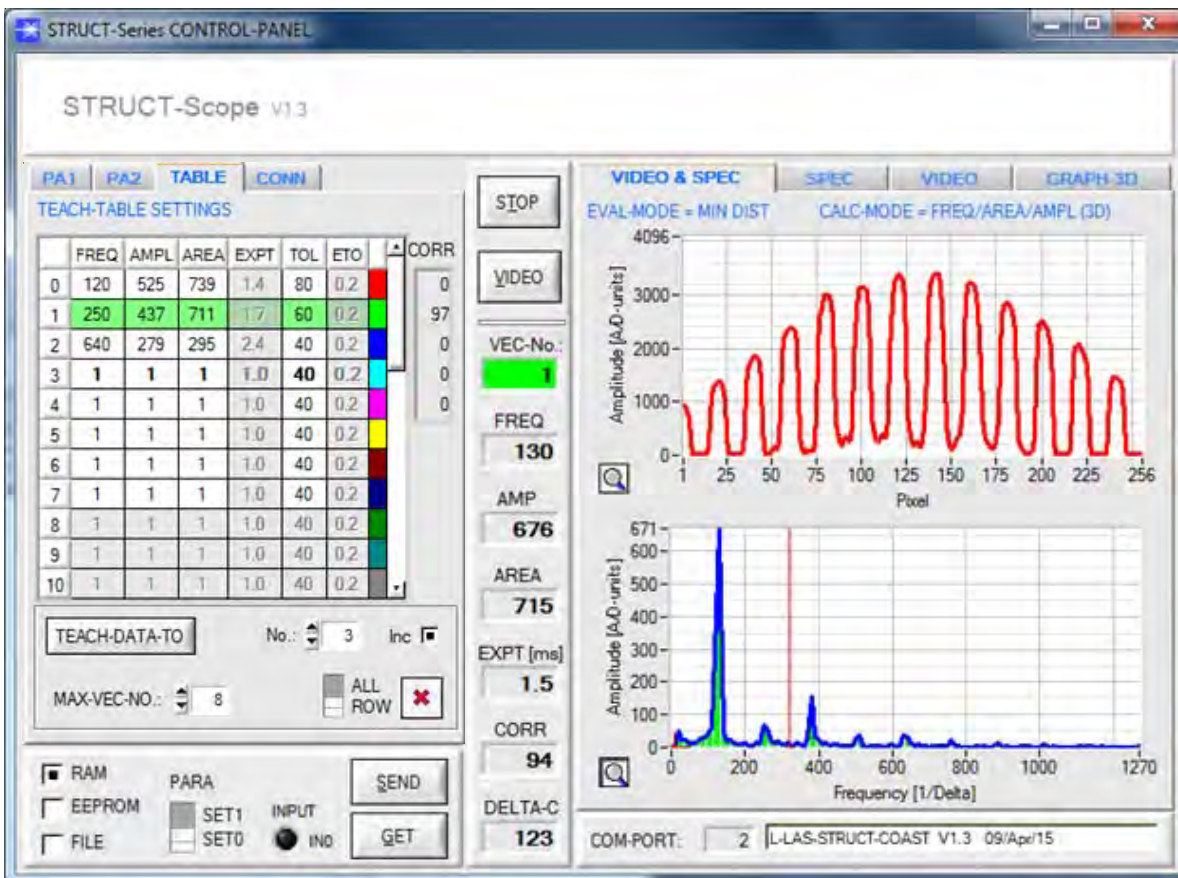 STRUCT-Series CONTROL-PANEL
STRUCT-Scope V1.3
PA1 PA2 TABLE CONN
TEACH-TABLE SETTINGS
FREQ AMPL AREA EXPT TOL ETO CORR
0 120 525 739 1.4 80 0.2 0
1 250 437 711 1.7 60 0.2 97
2 640 279 295 2.4 40 0.2 0
3 1 1 1 1.0 40 0.2 0
4 1 1 1 1.0 40 0.2 0
5 1 1 1 1.0 40 0.2
6 1 1 1 1.0 40 0.2
7 1 1 1 1.0 40 0.2
8 1 1 1 1.0 40 0.2
9 1 1 1 1.0 40 0.2
10 1 1 1 1.0 40 0.2
TEACH-DATA-TO No.: 3 Inc
MAX-VEC-NO.: 8 ALL
ROW
RAM
EEPROM
FILE
PARA
SET1
SET0
INPUT
IN0
SEND
GET
STOP
VIDEO
VEC-No.:
1
FREQ
130
AMP
676
AREA
715
EXPT [ms]
1.5
CORR
94
DELTA-C
123
VIDEO & SPEC SPEC VIDEO GRAPH-3D
EVAL-MODE = MIN DIST CALC-MODE = FREQ/AREA/AMPL (3D)
Amplitude [A/D-units]
4096
3000
2000
1000
0
1 25 50 75 100 125 150 175 200 225 256
Pixel
Amplitude [A/D-units]
671
600
500
400
300
200
100
0
0 200 400 600 800 1000 1270
Frequency [1/Delta]
COM-PORT: 2 L-LAS-STRUCT-COAST V1.3 09/Apr/15